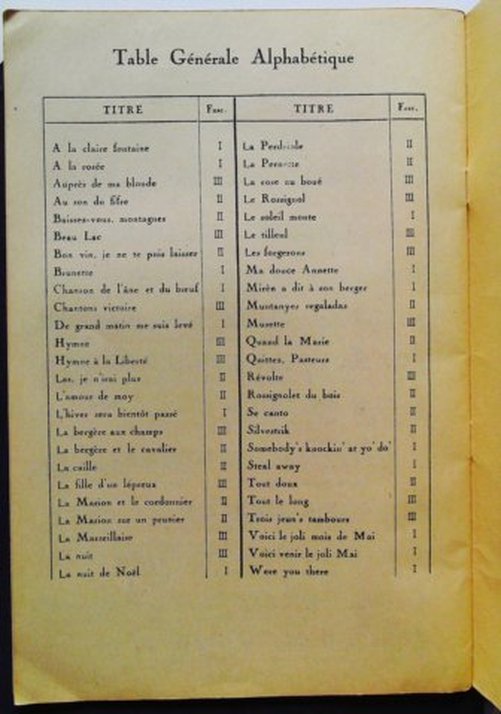 Table Générale Alphabétique
TITRE Fasc.
A la claire fontaine I
A la rosée I
Auprès de ma blonde III
Au son du fifre II
Baissez-vous, montagnes II
Beau Lac III
Bon vin, je ne te puis laisser II
Brunette I
Chanson de l'âne et du bœuf I
Chantons victoire III
De grand matin me suis levé I
Hymne III
Hymne à la Liberté III
Las, je n'irai plus II
L'amour de moy II
L'hiver sera bientôt passé I
La bergère aux champs III
La bergère et le cavalier II
La caille II
La fille d'un lépreux III
La Marion et le cordonnier II
La Marion sur un prunier II
La Marseillaise III
La nuit III
La nuit de Noël I
TITRE Fasc.
La Perdriole II
La Pernette II
La rose au boué III
Le Rossignol III
Le soleil monte I
Le tilleul III
Les forgerons III
Ma douce Annette I
Mirèn a dit à son berger I
Muntanyes regalades II
Musette III
Quand la Marie II
Quittez, Pasteurs I
Révolte III
Rossignolet du bois II
Se canto II
Silvestrik II
Somebody's knockin' at yo' do' I
Steal away I
Tout doux II
Tout le long III
Trois jeun's tambours III
Voici le joli mois de Mai I
Voici venir le joli Mai I
Were you there I